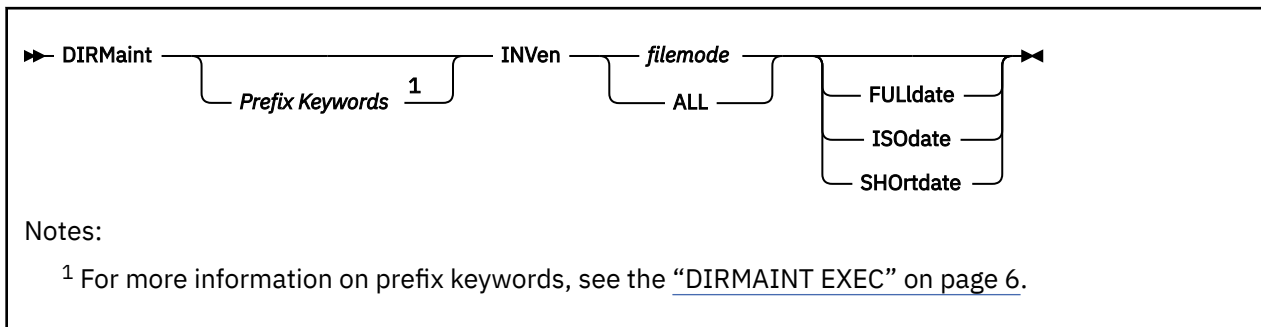 DIRMaint Prefix Keywords 1 INVen filemode ALL FULldate ISOdate SHOrtdate
Notes:
1 For more information on prefix keywords, see the “DIRMAINT EXEC” on page 6.